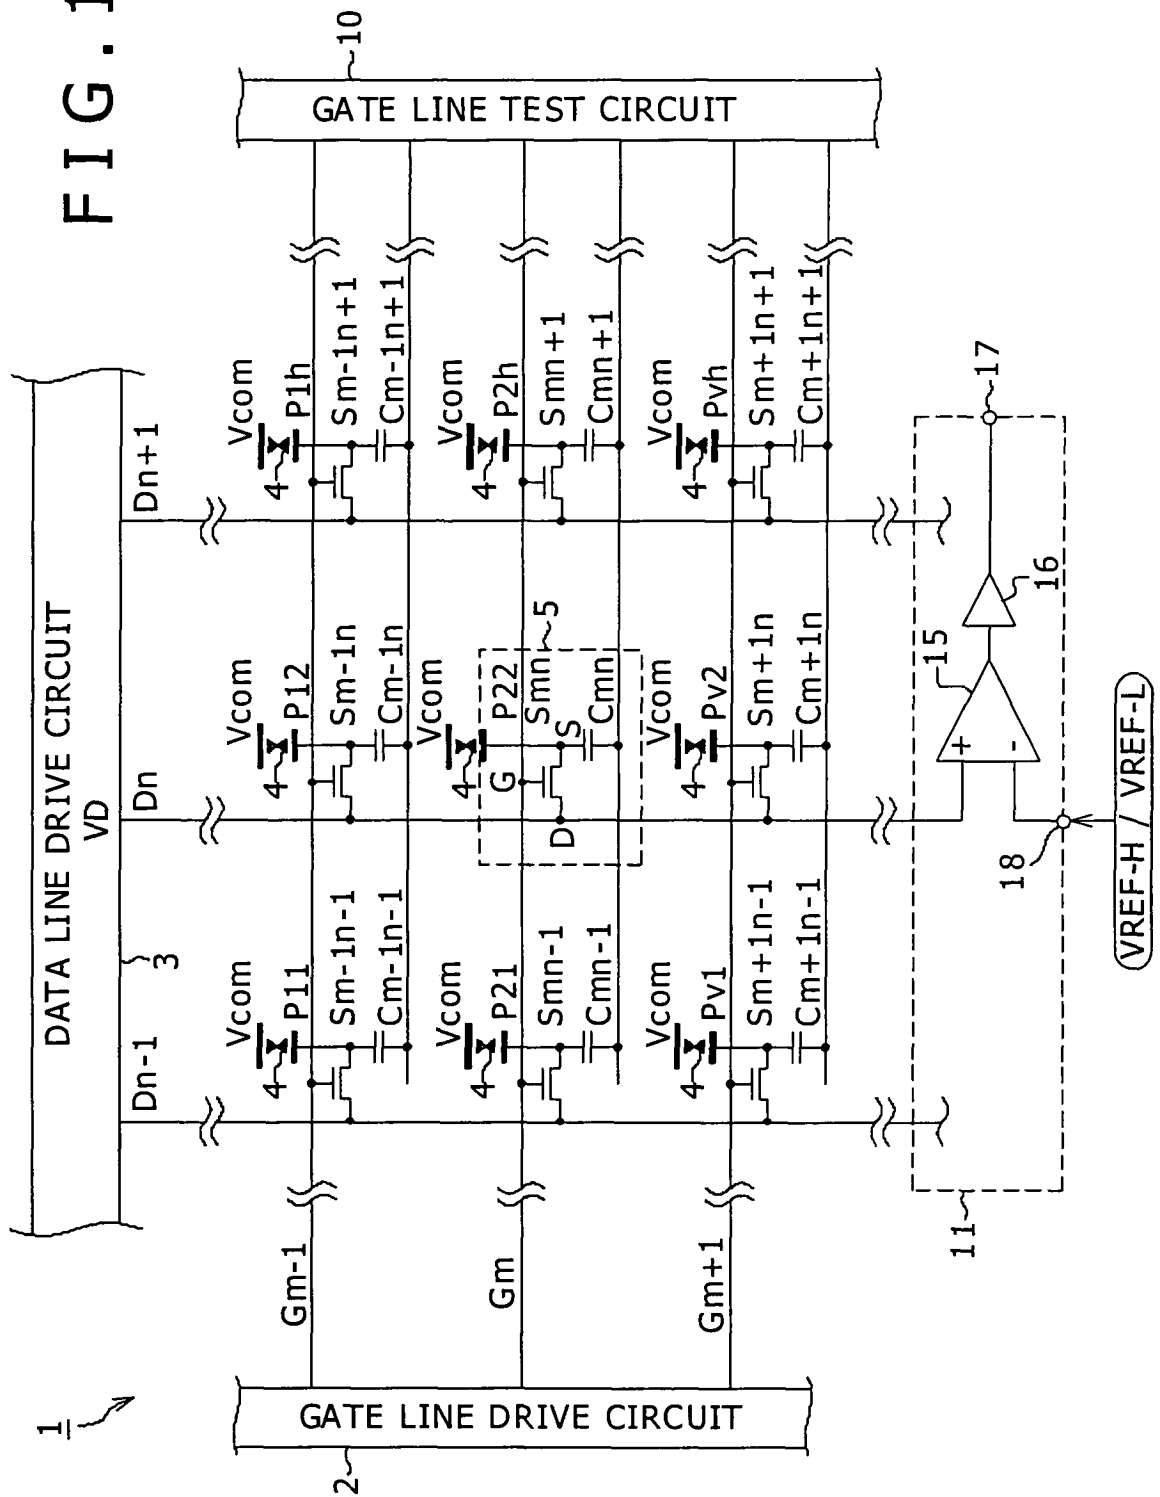 FIG.1
1
DATA LINE DRIVE CIRCUIT
VD
3
Dn-1
Dn
Dn+1
GATE LINE DRIVE CIRCUIT
2
GATE LINE TEST CIRCUIT
10
Gm-1
Vcom
4
P11
Sm-1n-1
Cm-1n-1
Vcom
4
P12
Sm-1n
Cm-1n
Vcom
4
P1h
Sm-1n+1
Cm-1n+1
Gm
Vcom
4
P21
Smn-1
Cmn-1
Vcom
4
P22
G
D
S
Smn
Cmn
5
Vcom
4
P2h
Smn+1
Cmn+1
Gm+1
Vcom
4
Pv1
Sm+1n-1
Cm+1n-1
Vcom
4
Pv2
Sm+1n
Cm+1n
Vcom
4
Pvh
Sm+1n+1
Cm+1n+1
11
15
+
-
16
17
18
VREF-H / VREF-L